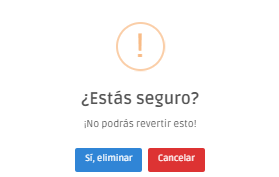 !
¿Estás seguro?
¡No podrás revertir esto!
Sí, eliminar Cancelar